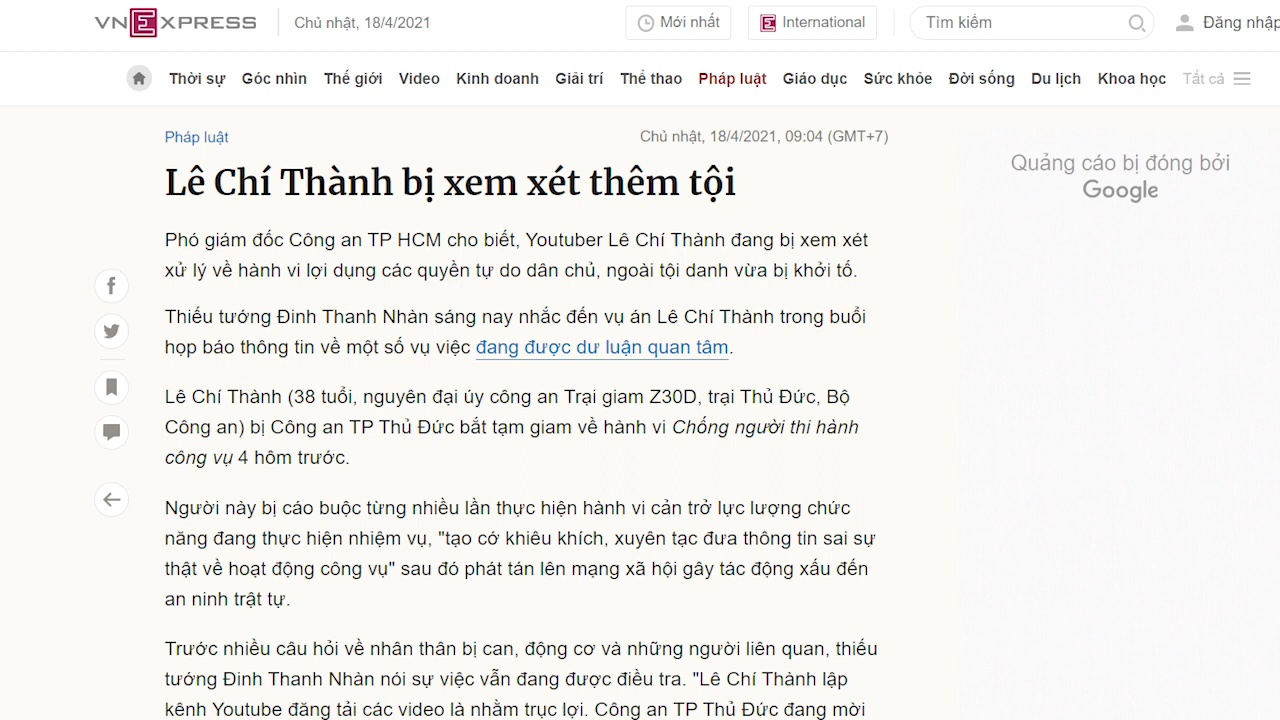 VNEXPRESS
Chủ nhật, 18/4/2021
Mới nhất
E International
Tìm kiếm
Đăng nhập
Thời sự Góc nhìn Thế giới Video Kinh doanh Giải trí Thể thao Pháp luật Giáo dục Sức khỏe Đời sống Du lịch Khoa học Tất cả
Pháp luật
Chủ nhật, 18/4/2021, 09:04 (GMT+7)
Lê Chí Thành bị xem xét thêm tội
Phó giám đốc Công an TP HCM cho biết, Youtuber Lê Chí Thành đang bị xem xét
xử lý về hành vi lợi dụng các quyền tự do dân chủ, ngoài tội danh vừa bị khởi tố.
Thiếu tướng Đinh Thanh Nhàn sáng nay nhắc đến vụ án Lê Chí Thành trong buổi
họp báo thông tin về một số vụ việc đang được dư luận quan tâm.
Lê Chí Thành (38 tuổi, nguyên đại úy công an Trại giam Z30D, trại Thủ Đức, Bộ
Công an) bị Công an TP Thủ Đức bắt tạm giam về hành vi Chống người thi hành
công vụ 4 hôm trước.
Người này bị cáo buộc từng nhiều lần thực hiện hành vi cản trở lực lượng chức
năng đang thực hiện nhiệm vụ, "tạo cớ khiêu khích, xuyên tạc đưa thông tin sai sự
thật về hoạt động công vụ" sau đó phát tán lên mạng xã hội gây tác động xấu đến
an ninh trật tự.
Trước nhiều câu hỏi về nhân thân bị can, động cơ và những người liên quan, thiếu
tướng Đinh Thanh Nhàn nói sự việc vẫn đang được điều tra. "Lê Chí Thành lập
kênh Youtube đăng tải các video là nhằm trục lợi. Công an TP Thủ Đức đang mời
Quảng cáo bị đóng bởi
Google